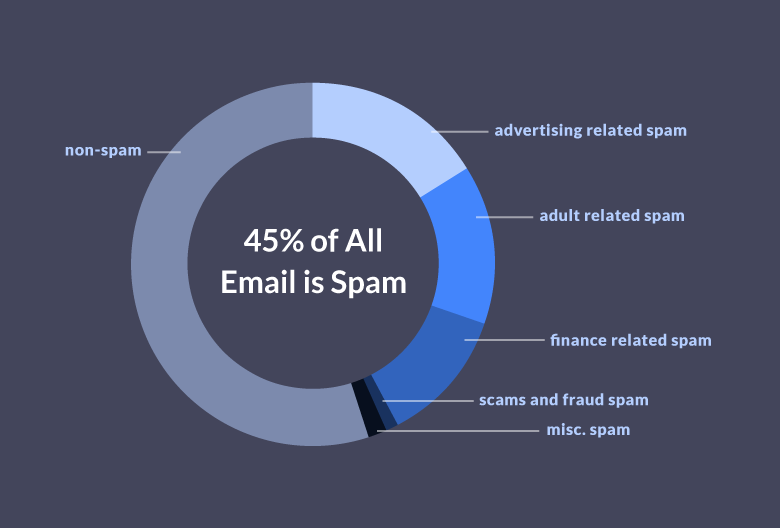 advertising related spam
non-spam
adult related spam
45% of All
Email is Spam
finance related spam
scams and fraud spam
misc. spam